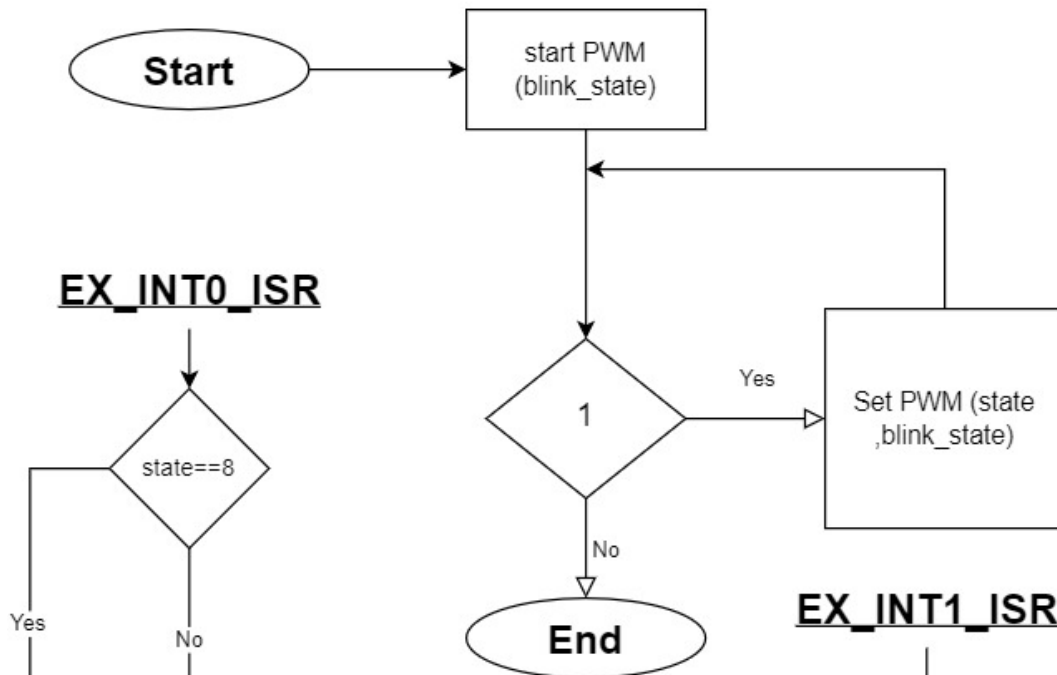 Start
start PWM
(blink_state)
EX_INT0_ISR
state==8
Yes
No
1
Yes
Set PWM (state
,blink_state)
No
End
EX_INT1_ISR